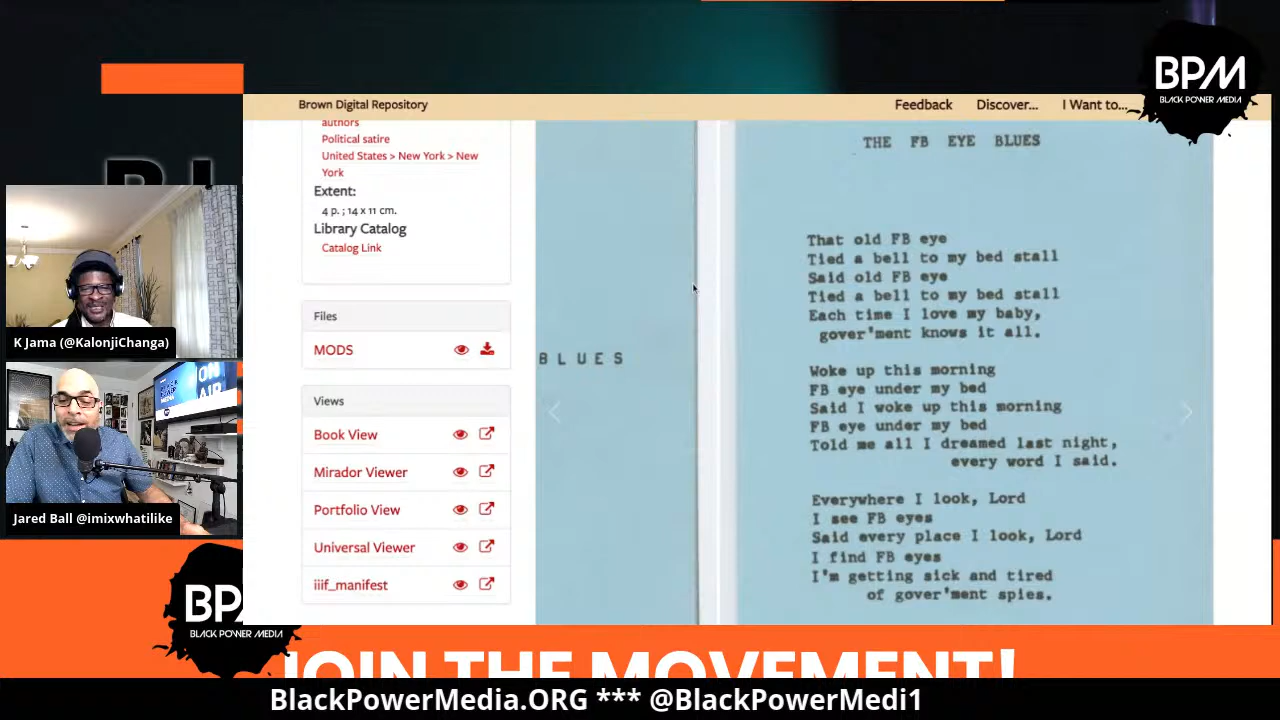 BPM
BLACK POWER MEDIA
Brown Digital Repository
Feedback
Discover...
I Want to...
authors
Political satire
United States > New York > New
York
Extent:
4 p. ; 14 x 11 cm.
Library Catalog
Catalog Link
Files
MODS
Views
Book View
Mirador Viewer
Portfolio View
Universal Viewer
iiif_manifest
BLUES
THE FB EYE BLUES
That old FB eye
Tied a bell to my bed stall
Said old FB eye
Tied a bell to my bed stall
Each time I love my baby,
gover'ment knows it all.
Woke up this morning
FB eye under my bed
Said I woke up this morning
FB eye under my bed
Told me all I dreamed last night,
every word I said.
Everywhere I look, Lord
I see FB eyes
Said every place I look, Lord
I find FB eyes
I'm getting sick and tired
of gover'ment spies.
K Jama (@KalonjiChanga)
ON
AIR
Jared Ball @imixwhatilike
BPM
BLACK POWER MEDIA
JOIN THE MOVEMENT!
BlackPowerMedia.ORG *** @BlackPowerMedi1